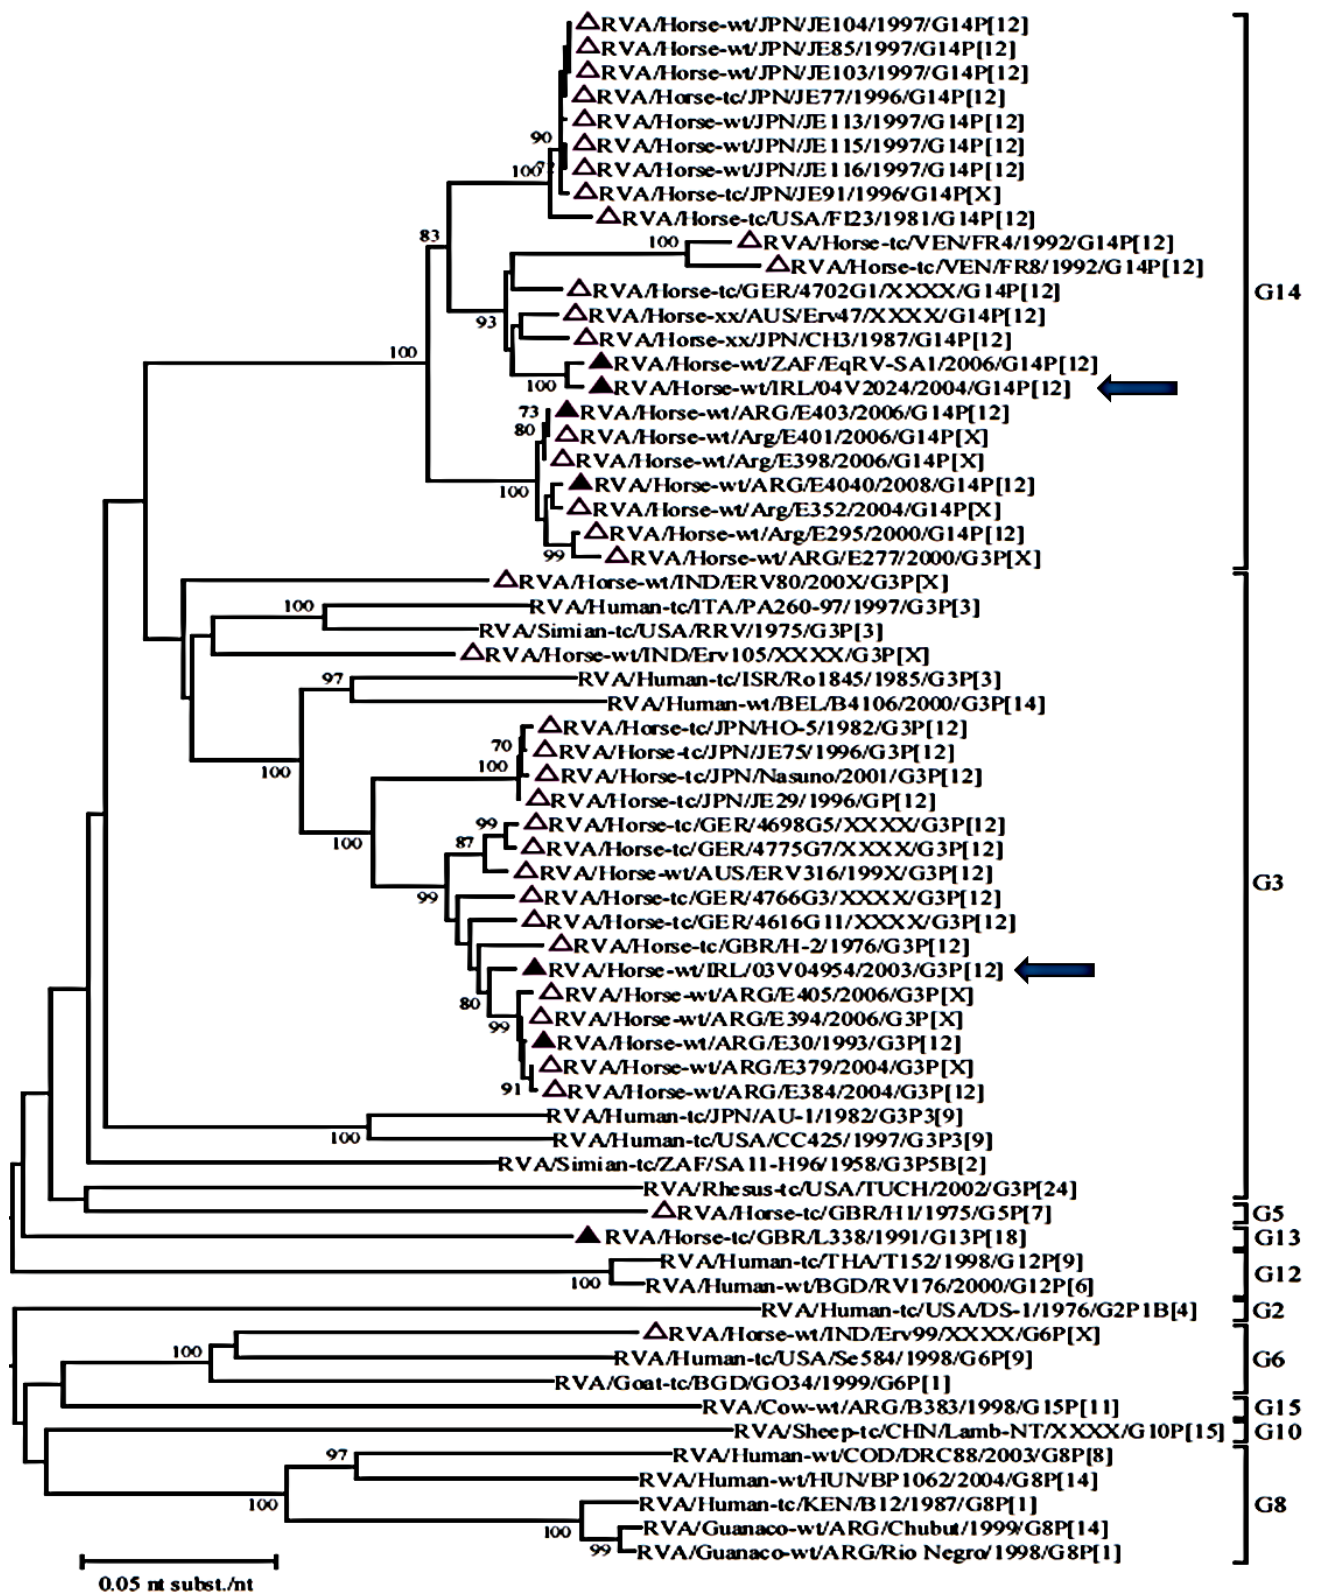 RVA/Horse-wt/JPN/JE104/1997/G14P[12]
RVA/Horse-wt/JPN/JE85/1997/G14P[12]
RVA/Horse-wt/JPN/JE103/1997/G14P[12]
RVA/Horse-tc/JPN/JE77/1996/G14P[12]
RVA/Horse-wt/JPN/JE113/1997/G14P[12]
90
RVA/Horse-wt/JPN/JE115/1997/G14P[12]
100
RVA/Horse-wt/JPN/JE116/1997/G14P[12]
RVA/Horse-tc/JPN/JE91/1996/G14P[X]
RVA/Horse-tc/USA/FI23/1981/G14P[12]
83
100
RVA/Horse-tc/VEN/FR4/1992/G14P[12]
RVA/Horse-tc/VEN/FR8/1992/G14P[12]
RVA/Horse-tc/GER/4702G1/XXXX/G14P[12]
G14
93
RVA/Horse-xx/AUS/Erv47/XXXX/G14P[12]
RVA/Horse-xx/JPN/CH3/1987/G14P[12]
100
RVA/Horse-wt/ZAF/EqRV-SA1/2006/G14P[12]
100
RVA/Horse-wt/IRL/04V2024/2004/G14P[12]
73
RVA/Horse-wt/ARG/E403/2006/G14P[12]
80
RVA/Horse-wt/Arg/E401/2006/G14P[X]
RVA/Horse-wt/Arg/E398/2006/G14P[X]
100
RVA/Horse-wt/ARG/E4040/2008/G14P[12]
RVA/Horse-wt/Arg/E352/2004/G14P[X]
RVA/Horse-wt/Arg/E295/2000/G14P[12]
99
RVA/Horse-wt/ARG/E277/2000/G3P[X]
RVA/Horse-wt/IND/ERV80/200X/G3P[X]
100
RVA/Human-tc/ITA/PA260-97/1997/G3P[3]
RVA/Simian-tc/USA/RRV/1975/G3P[3]
RVA/Horse-wt/IND/Erv105/XXXX/G3P[X]
97
RVA/Human-tc/ISR/Ro1845/1985/G3P[3]
RVA/Human-wt/BEL/B4106/2000/G3P[14]
RVA/Horse-tc/JPN/HO-5/1982/G3P[12]
70
RVA/Horse-tc/JPN/JE75/1996/G3P[12]
100
100
RVA/Horse-tc/JPN/Nasuno/2001/G3P[12]
RVA/Horse-tc/JPN/JE29/1996/GP[12]
99
RVA/Horse-tc/GER/4698G5/XXXX/G3P[12]
100
87
RVA/Horse-tc/GER/4775G7/XXXX/G3P[12]
RVA/Horse-wt/AUS/ERV316/199X/G3P[12]
G3
99
RVA/Horse-tc/GER/4766G3/XXXX/G3P[12]
RVA/Horse-tc/GER/4616G11/XXXX/G3P[12]
RVA/Horse-tc/GBR/H-2/1976/G3P[12]
RVA/Horse-wt/IRL/03V04954/2003/G3P[12]
80
RVA/Horse-wt/ARG/E405/2006/G3P[X]
99
RVA/Horse-wt/ARG/E394/2006/G3P[X]
RVA/Horse-wt/ARG/E30/1993/G3P[12]
RVA/Horse-wt/ARG/E379/2004/G3P[X]
91
RVA/Horse-wt/ARG/E384/2004/G3P[12]
RVA/Human-tc/JPN/AU-1/1982/G3P3[9]
100
RVA/Human-tc/USA/CC425/1997/G3P3[9]
RVA/Simian-tc/ZAF/SA11-H96/1958/G3P5B[2]
RVA/Rhesus-tc/USA/TUCH/2002/G3P[24]
RVA/Horse-tc/GBR/H1/1975/G5P[7]
G5
RVA/Horse-tc/GBR/L338/1991/G13P[18]
G13
RVA/Human-tc/THA/T152/1998/G12P[9]
G12
100
RVA/Human-wt/BGD/RV176/2000/G12P[6]
RVA/Human-tc/USA/DS-1/1976/G2P1B[4]
G2
100
RVA/Horse-wt/IND/Erv99/XXXX/G6P[X]
RVA/Human-tc/USA/Se584/1998/G6P[9]
G6
RVA/Goat-tc/BGD/GO34/1999/G6P[1]
RVA/Cow-wt/ARG/B383/1998/G15P[11]
G15
RVA/Sheep-tc/CHN/Lamb-NT/XXXX/G10P[15]
G10
97
RVA/Human-wt/COD/DRC88/2003/G8P[8]
RVA/Human-wt/HUN/BP1062/2004/G8P[14]
100
RVA/Human-tc/KEN/B12/1987/G8P[1]
G8
100
RVA/Guanaco-wt/ARG/Chubut/1999/G8P[14]
99
RVA/Guanaco-wt/ARG/Rio Negro/1998/G8P[1]
0.05 nt subst./nt